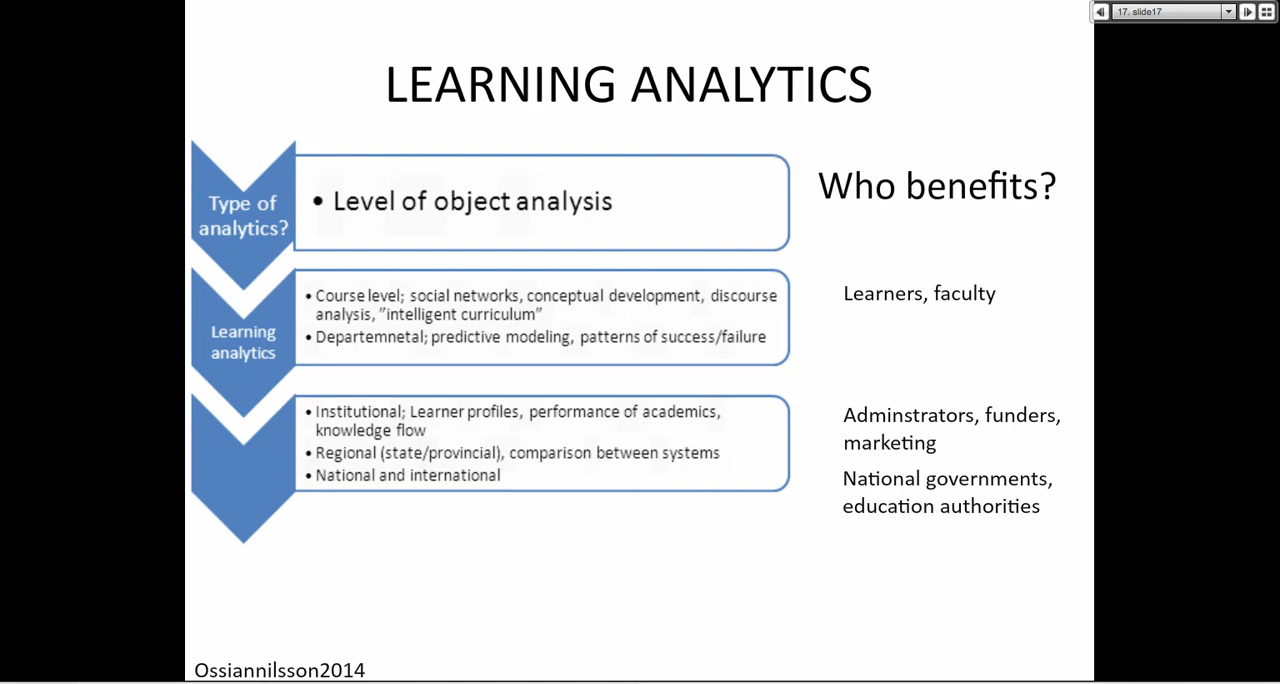 17. slide17
LEARNING ANALYTICS
Type of
analytics?
• Level of object analysis
Who benefits?
Learning
analytics
• Course level; social networks, conceptual development, discourse
analysis, ”intelligent curriculum”
• Departemnetal; predictive modeling, patterns of success/failure
Learners, faculty
• Institutional; Learner profiles, performance of academics,
knowledge flow
• Regional (state/provincial), comparison between systems
• National and international
Adminstrators, funders,
marketing
National governments,
education authorities
Ossiannilsson2014